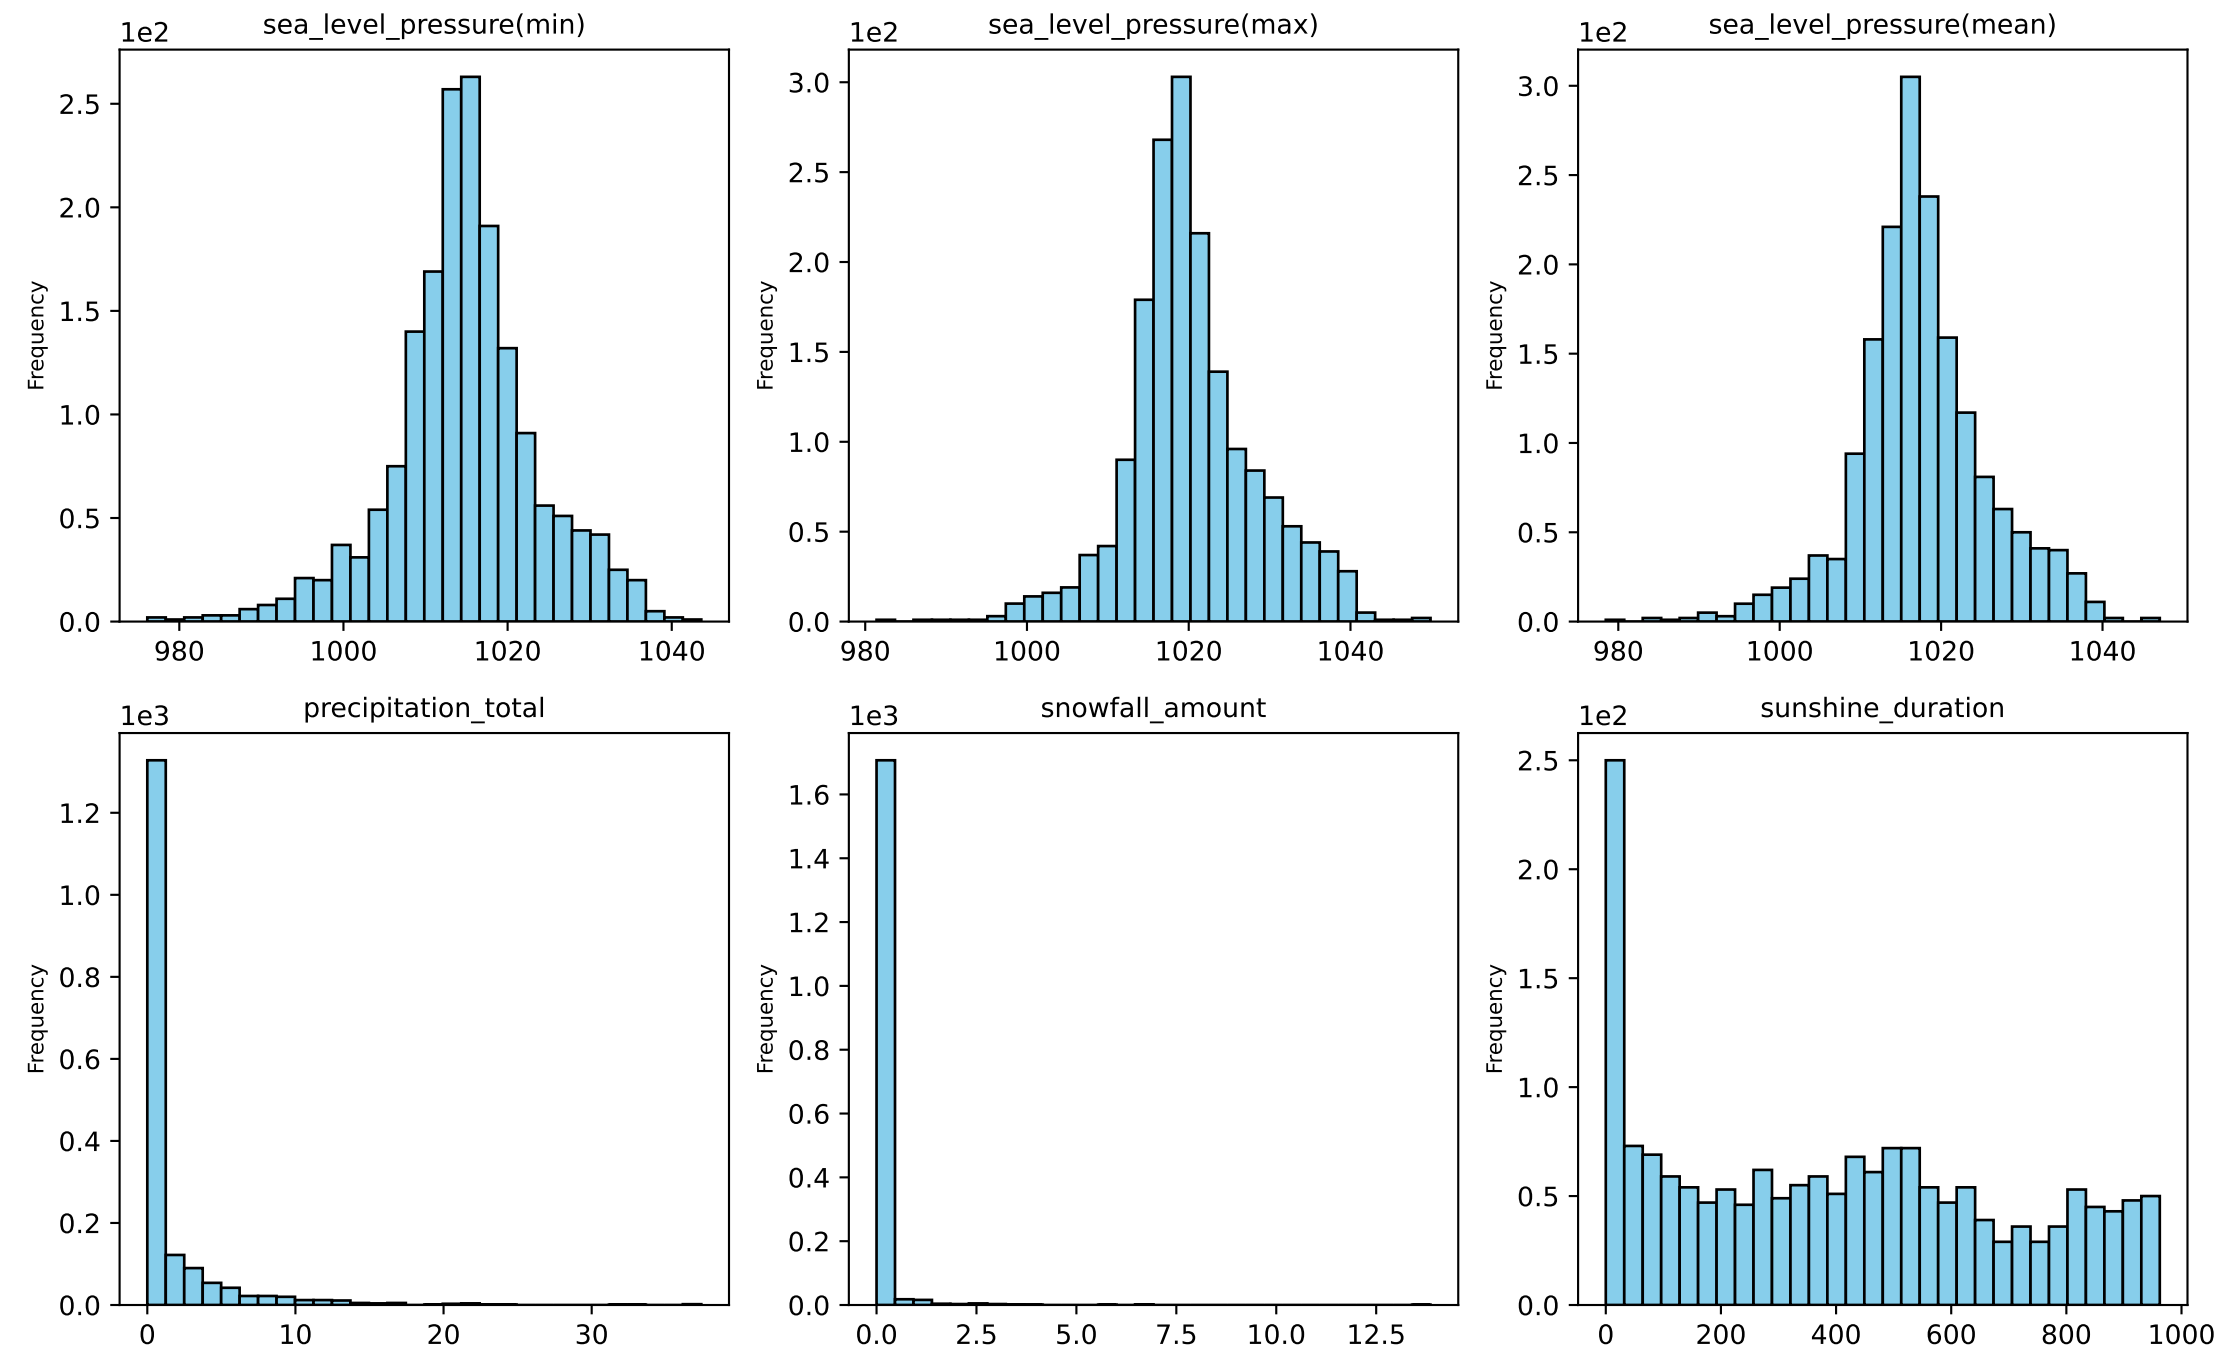 sea_level_pressure(min)
1e2
Frequency
2.5
2.0
1.5
1.0
0.5
0.0
980 1000 1020 1040
sea_level_pressure(max)
1e2
Frequency
3.0
2.5
2.0
1.5
1.0
0.5
0.0
980 1000 1020 1040
sea_level_pressure(mean)
1e2
Frequency
3.0
2.5
2.0
1.5
1.0
0.5
0.0
980 1000 1020 1040
precipitation_total
1e3
Frequency
1.2
1.0
0.8
0.6
0.4
0.2
0.0
0 10 20 30
snowfall_amount
1e3
Frequency
1.6
1.4
1.2
1.0
0.8
0.6
0.4
0.2
0.0
0.0 2.5 5.0 7.5 10.0 12.5
sunshine_duration
1e2
Frequency
2.5
2.0
1.5
1.0
0.5
0.0
0 200 400 600 800 1000